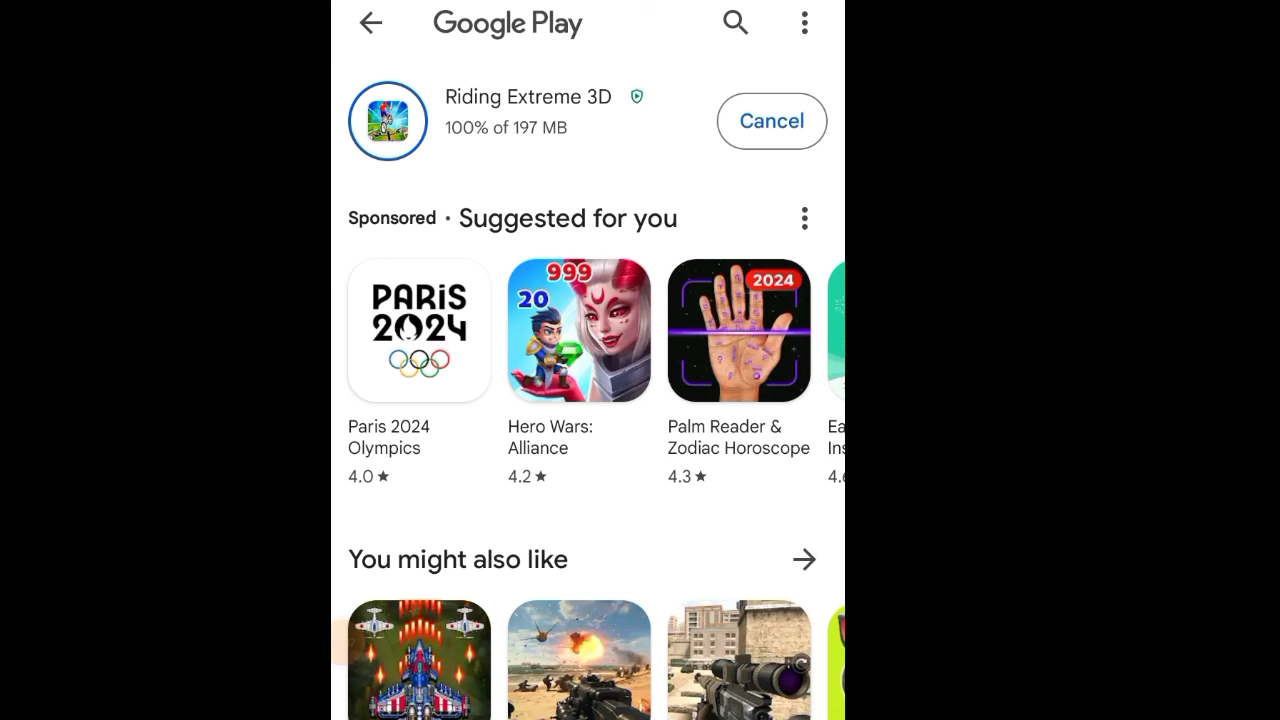 Google Play
Riding Extreme 3D
100% of 197 MB
Cancel
Sponsored • Suggested for you
PARIS
2024
999
20
2024
Paris 2024
Olympics
4.0 ★
Hero Wars:
Alliance
4.2 ★
Palm Reader &
Zodiac Horoscope
4.3 ★
You might also like